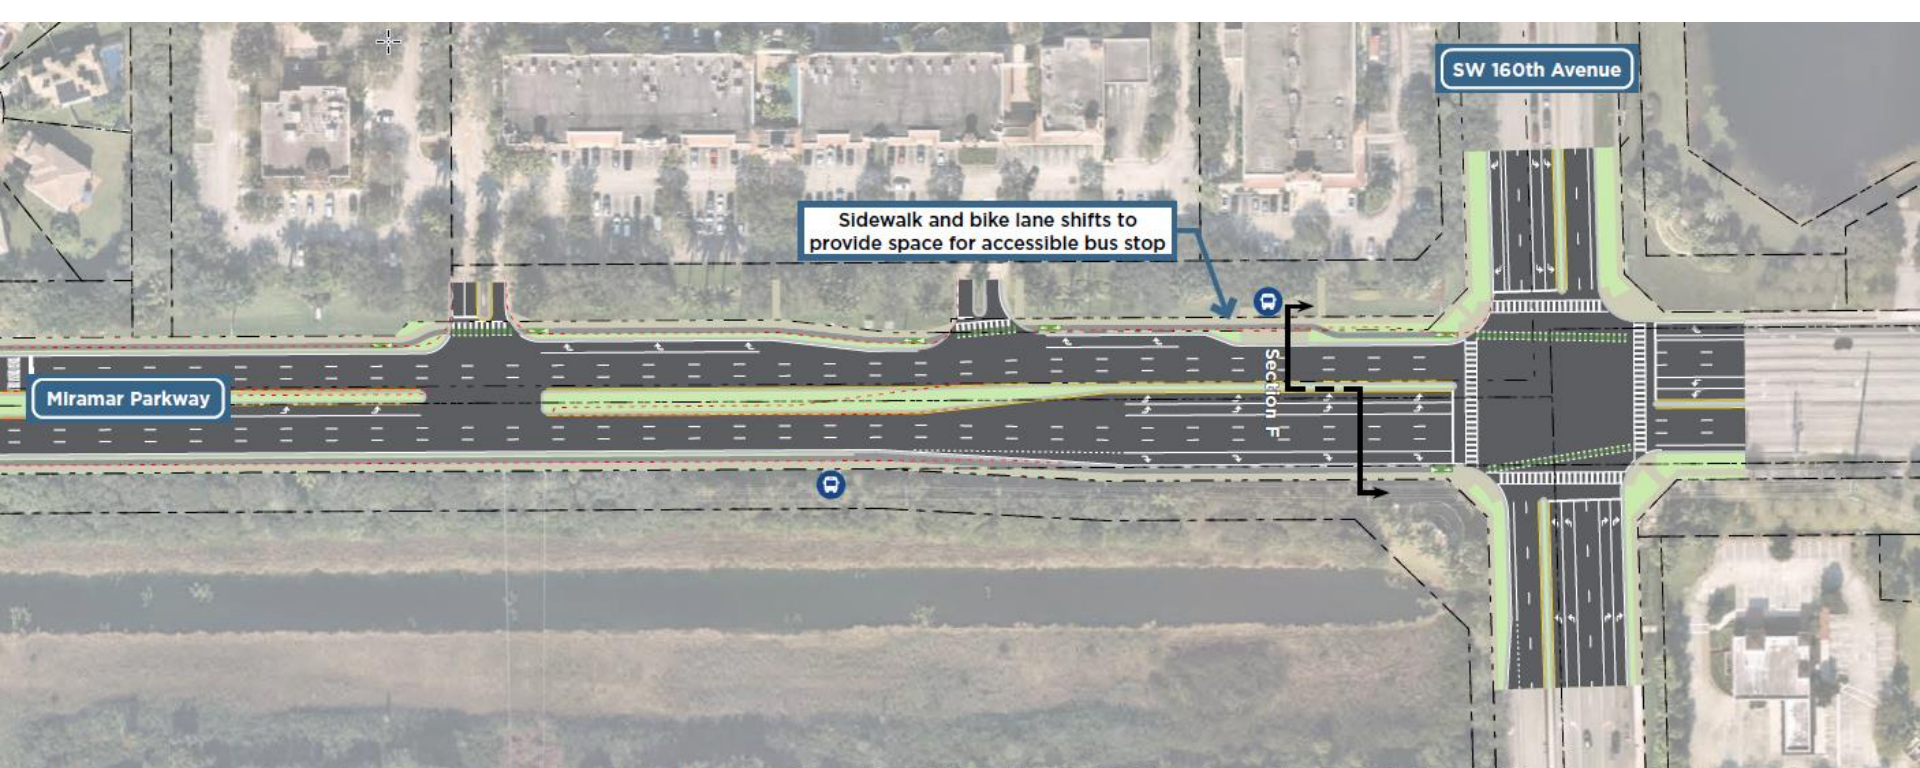 SW 160th Avenue
Sidewalk and bike lane shifts to
provide space for accessible bus stop
Section F
Miramar Parkway